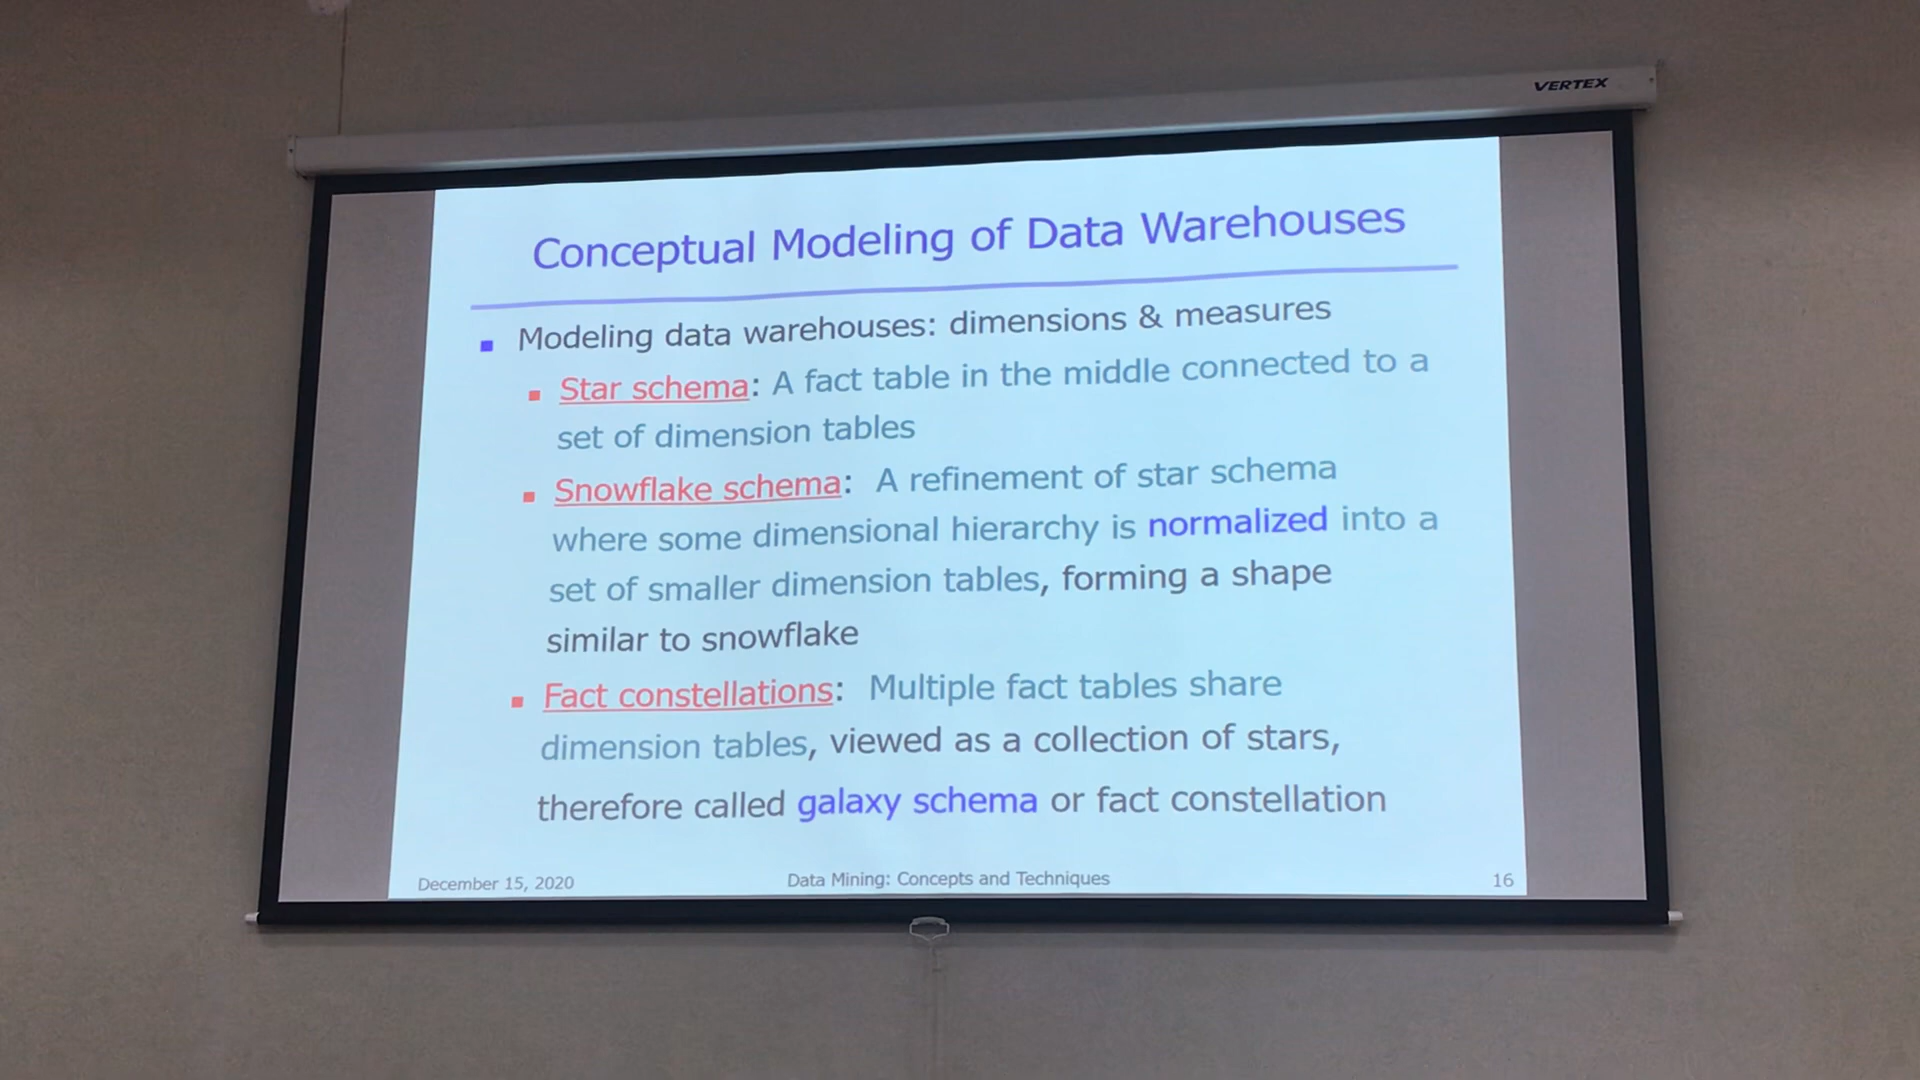 VERTEX
Conceptual Modeling of Data Warehouses
Modeling data warehouses: dimensions & measures
Star schema: A fact table in the middle connected to a
set of dimension tables
Snowflake schema: A refinement of star schema
where some dimensional hierarchy is normalized into a
set of smaller dimension tables, forming a shape
similar to snowflake
Fact constellations: Multiple fact tables share
dimension tables, viewed as a collection of stars,
therefore called galaxy schema or fact constellation
December 15, 2020 Data Mining: Concepts and Techniques 16